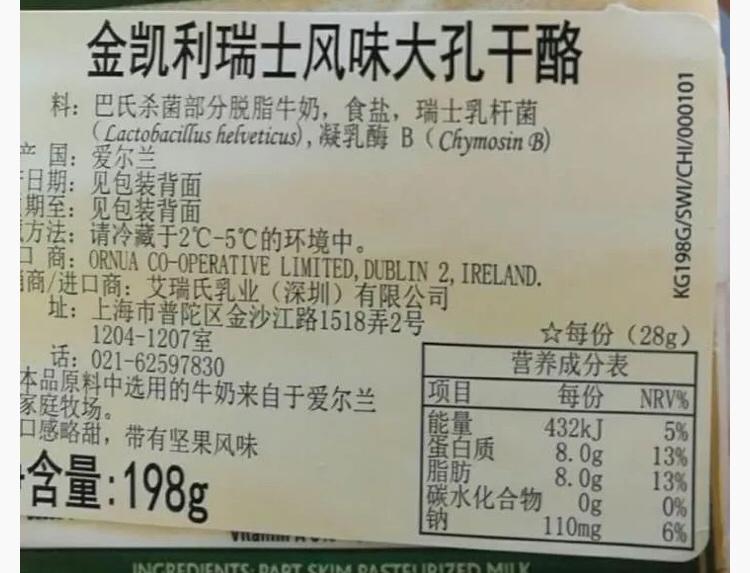 金凯利瑞士风味大孔干酪
料：巴氏杀菌部分脱脂牛奶，食盐，瑞士乳杆菌
（Lactobacillus helveticus），凝乳酶 B（Chymosin B）
产 国：爱尔兰
日期：见包装背面
期至：见包装背面
方法：请冷藏于2℃-5℃的环境中。
口 商：ORNUA CO-OPERATIVE LIMITED,DUBLIN 2,IRELAND.
商/进口商：艾瑞氏乳业（深圳）有限公司
址：上海市普陀区金沙江路1518弄2号
1204-1207室
话：021-62597830
本品原料中选用的牛奶来自于爱尔兰
家庭牧场。
口感略甜，带有坚果风味
含量:198g
KG198G/SWI/CHI/000101
☆每份（28g）
营养成分表
项目 每份 NRV%
能量 432kJ 5%
蛋白质 8.0g 13%
脂肪 8.0g 13%
碳水化合物 0g 0%
钠 110mg 6%
INGREDIENTS: PART SKIM PASTEURIZED MILK